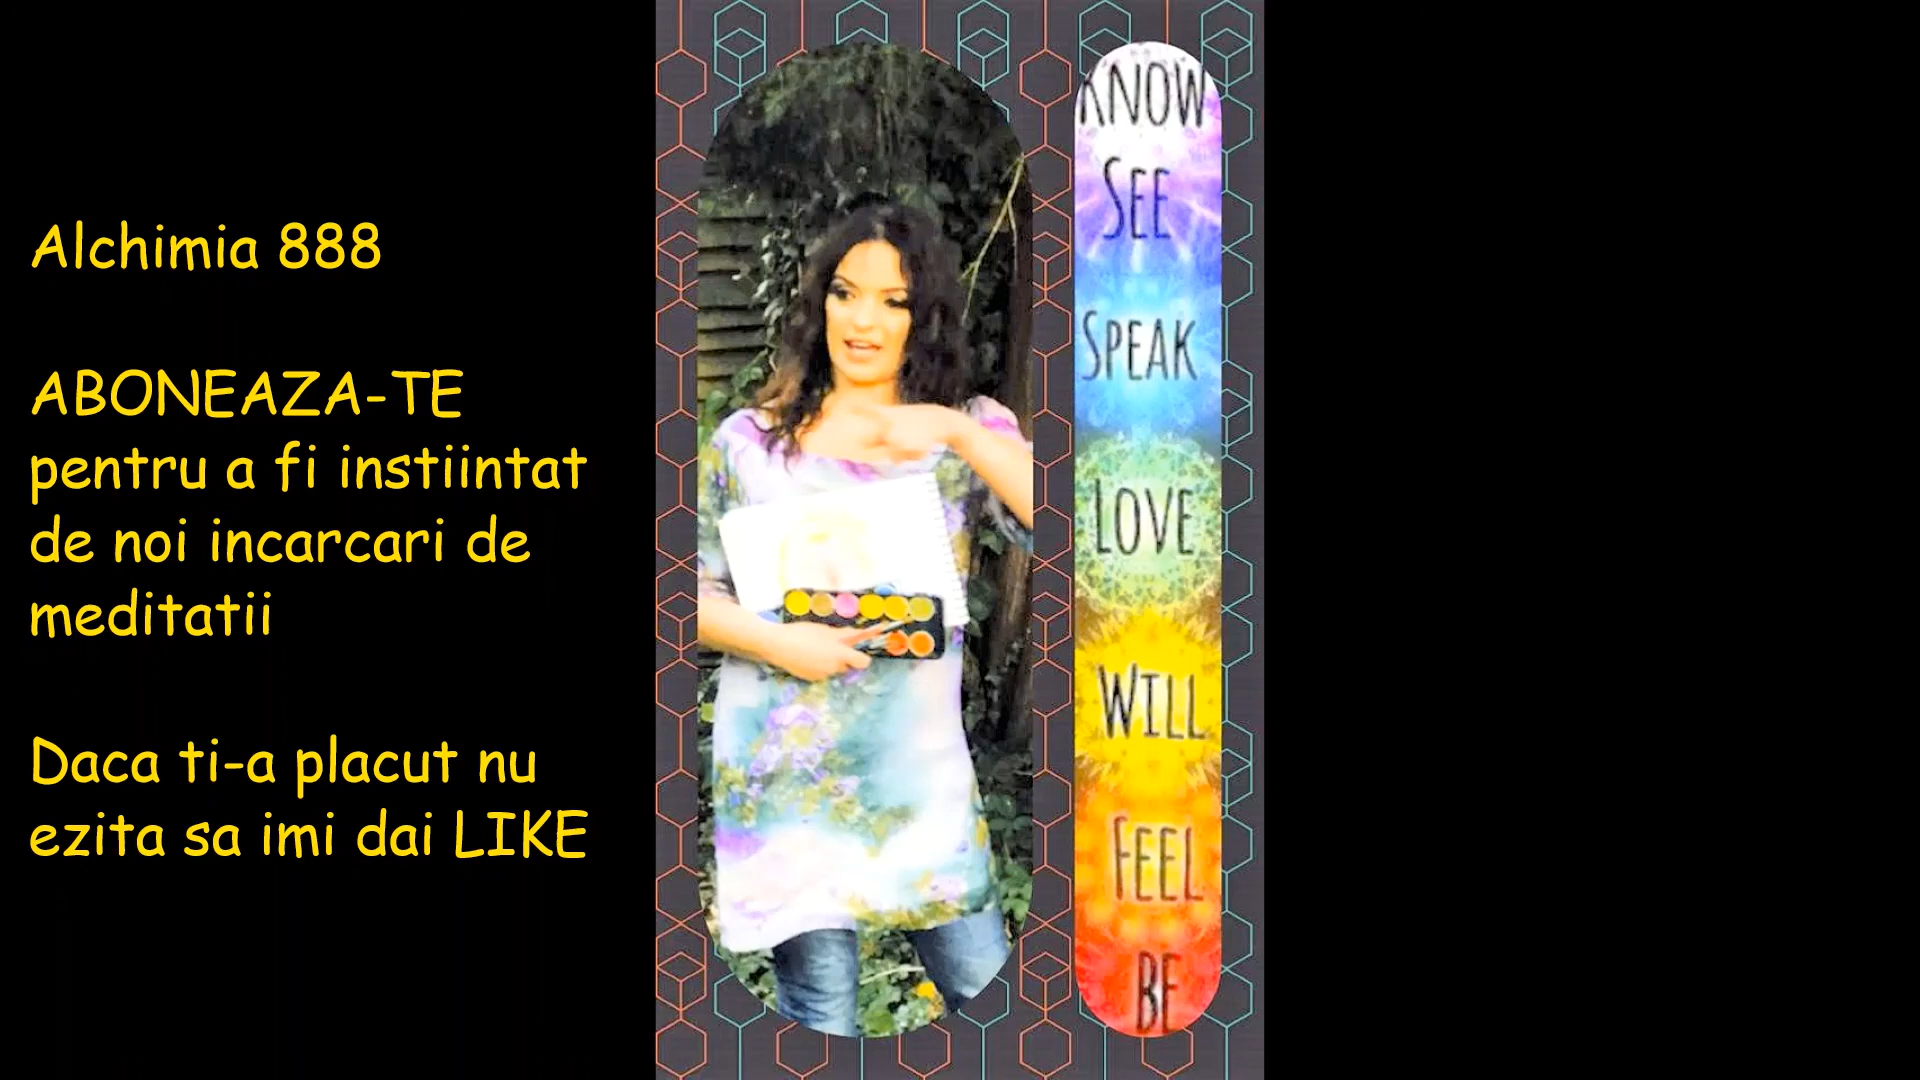 Alchimia 888
ABONEAZA-TE
pentru a fi instiintat
de noi incarcari de
meditatii
Daca ti-a placut nu
ezita sa imi dai LIKE
KNOW
SEE
SPEAK
LOVE
WILL
FEEL
BE